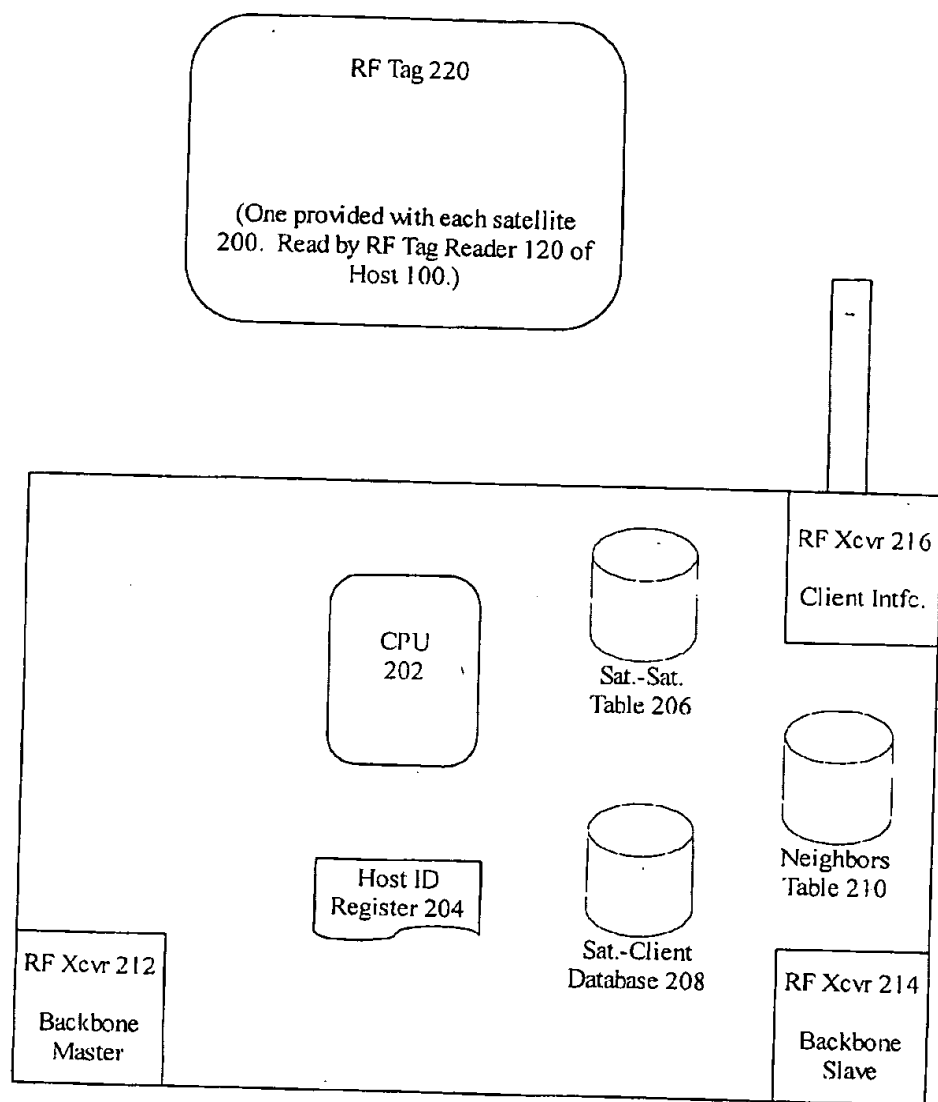 RF Tag 220
(One provided with each satellite
200. Read by RF Tag Reader 120 of
Host 100.)
RF Xcvr 216
Client Intfc.
CPU
202
Sat.-Sat.
Table 206
Neighbors
Table 210
Host ID
Register 204
Sat.-Client
Database 208
RF Xcvr 212
Backbone
Master
RF Xcvr 214
Backbone
Slave